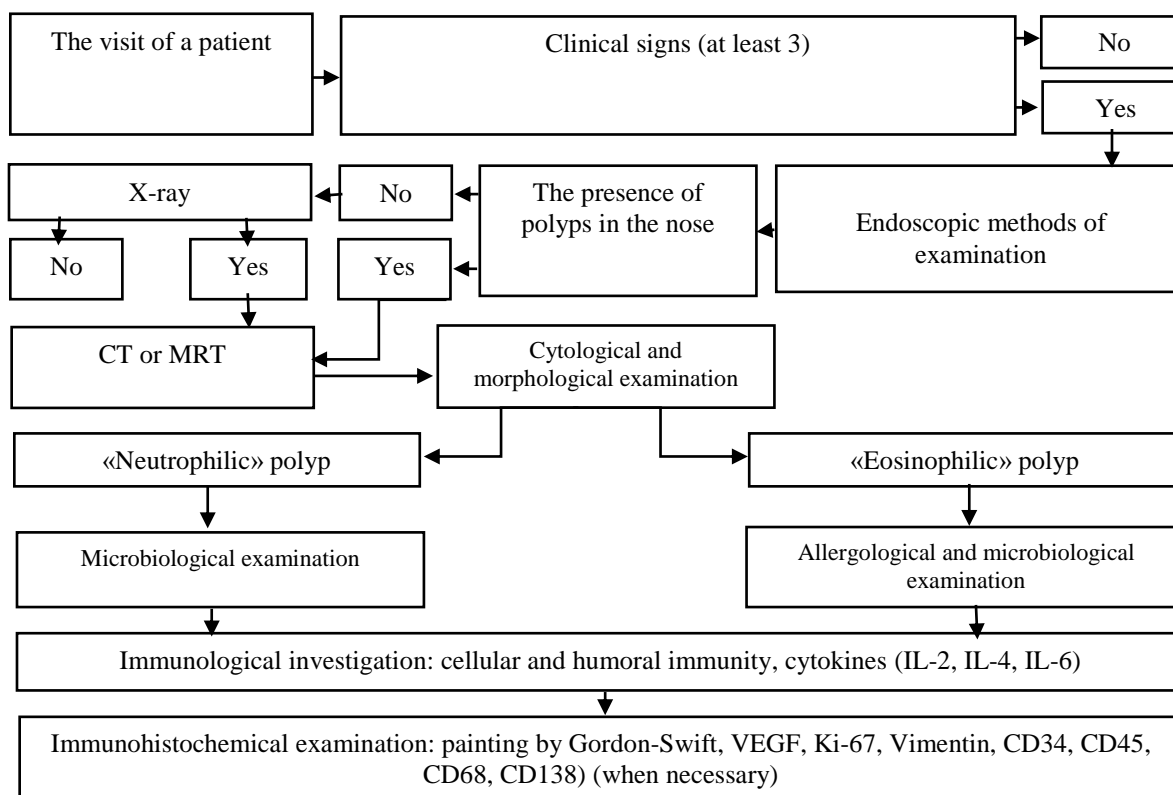 The visit of a patient
Clinical signs (at least 3)
No
Yes
X-ray
No
The presence of
polyps in the nose
Endoscopic methods of
examination
No
Yes
Yes
CT or MRT
Cytological and
morphological examination
«Neutrophilic» polyp
«Eosinophilic» polyp
Microbiological examination
Allergological and microbiological
examination
Immunological investigation: cellular and humoral immunity, cytokines (IL-2, IL-4, IL-6)
Immunohistochemical examination: painting by Gordon-Swift, VEGF, Ki-67, Vimentin, CD34, CD45,
CD68, CD138) (when necessary)